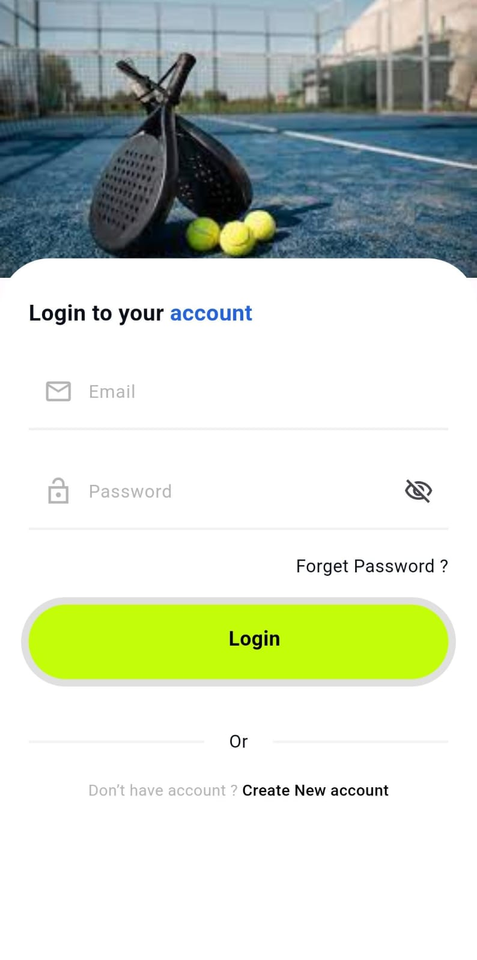 Login to your account
Email
Password
Forget Password ?
Login
Or
Don't have account ? Create New account